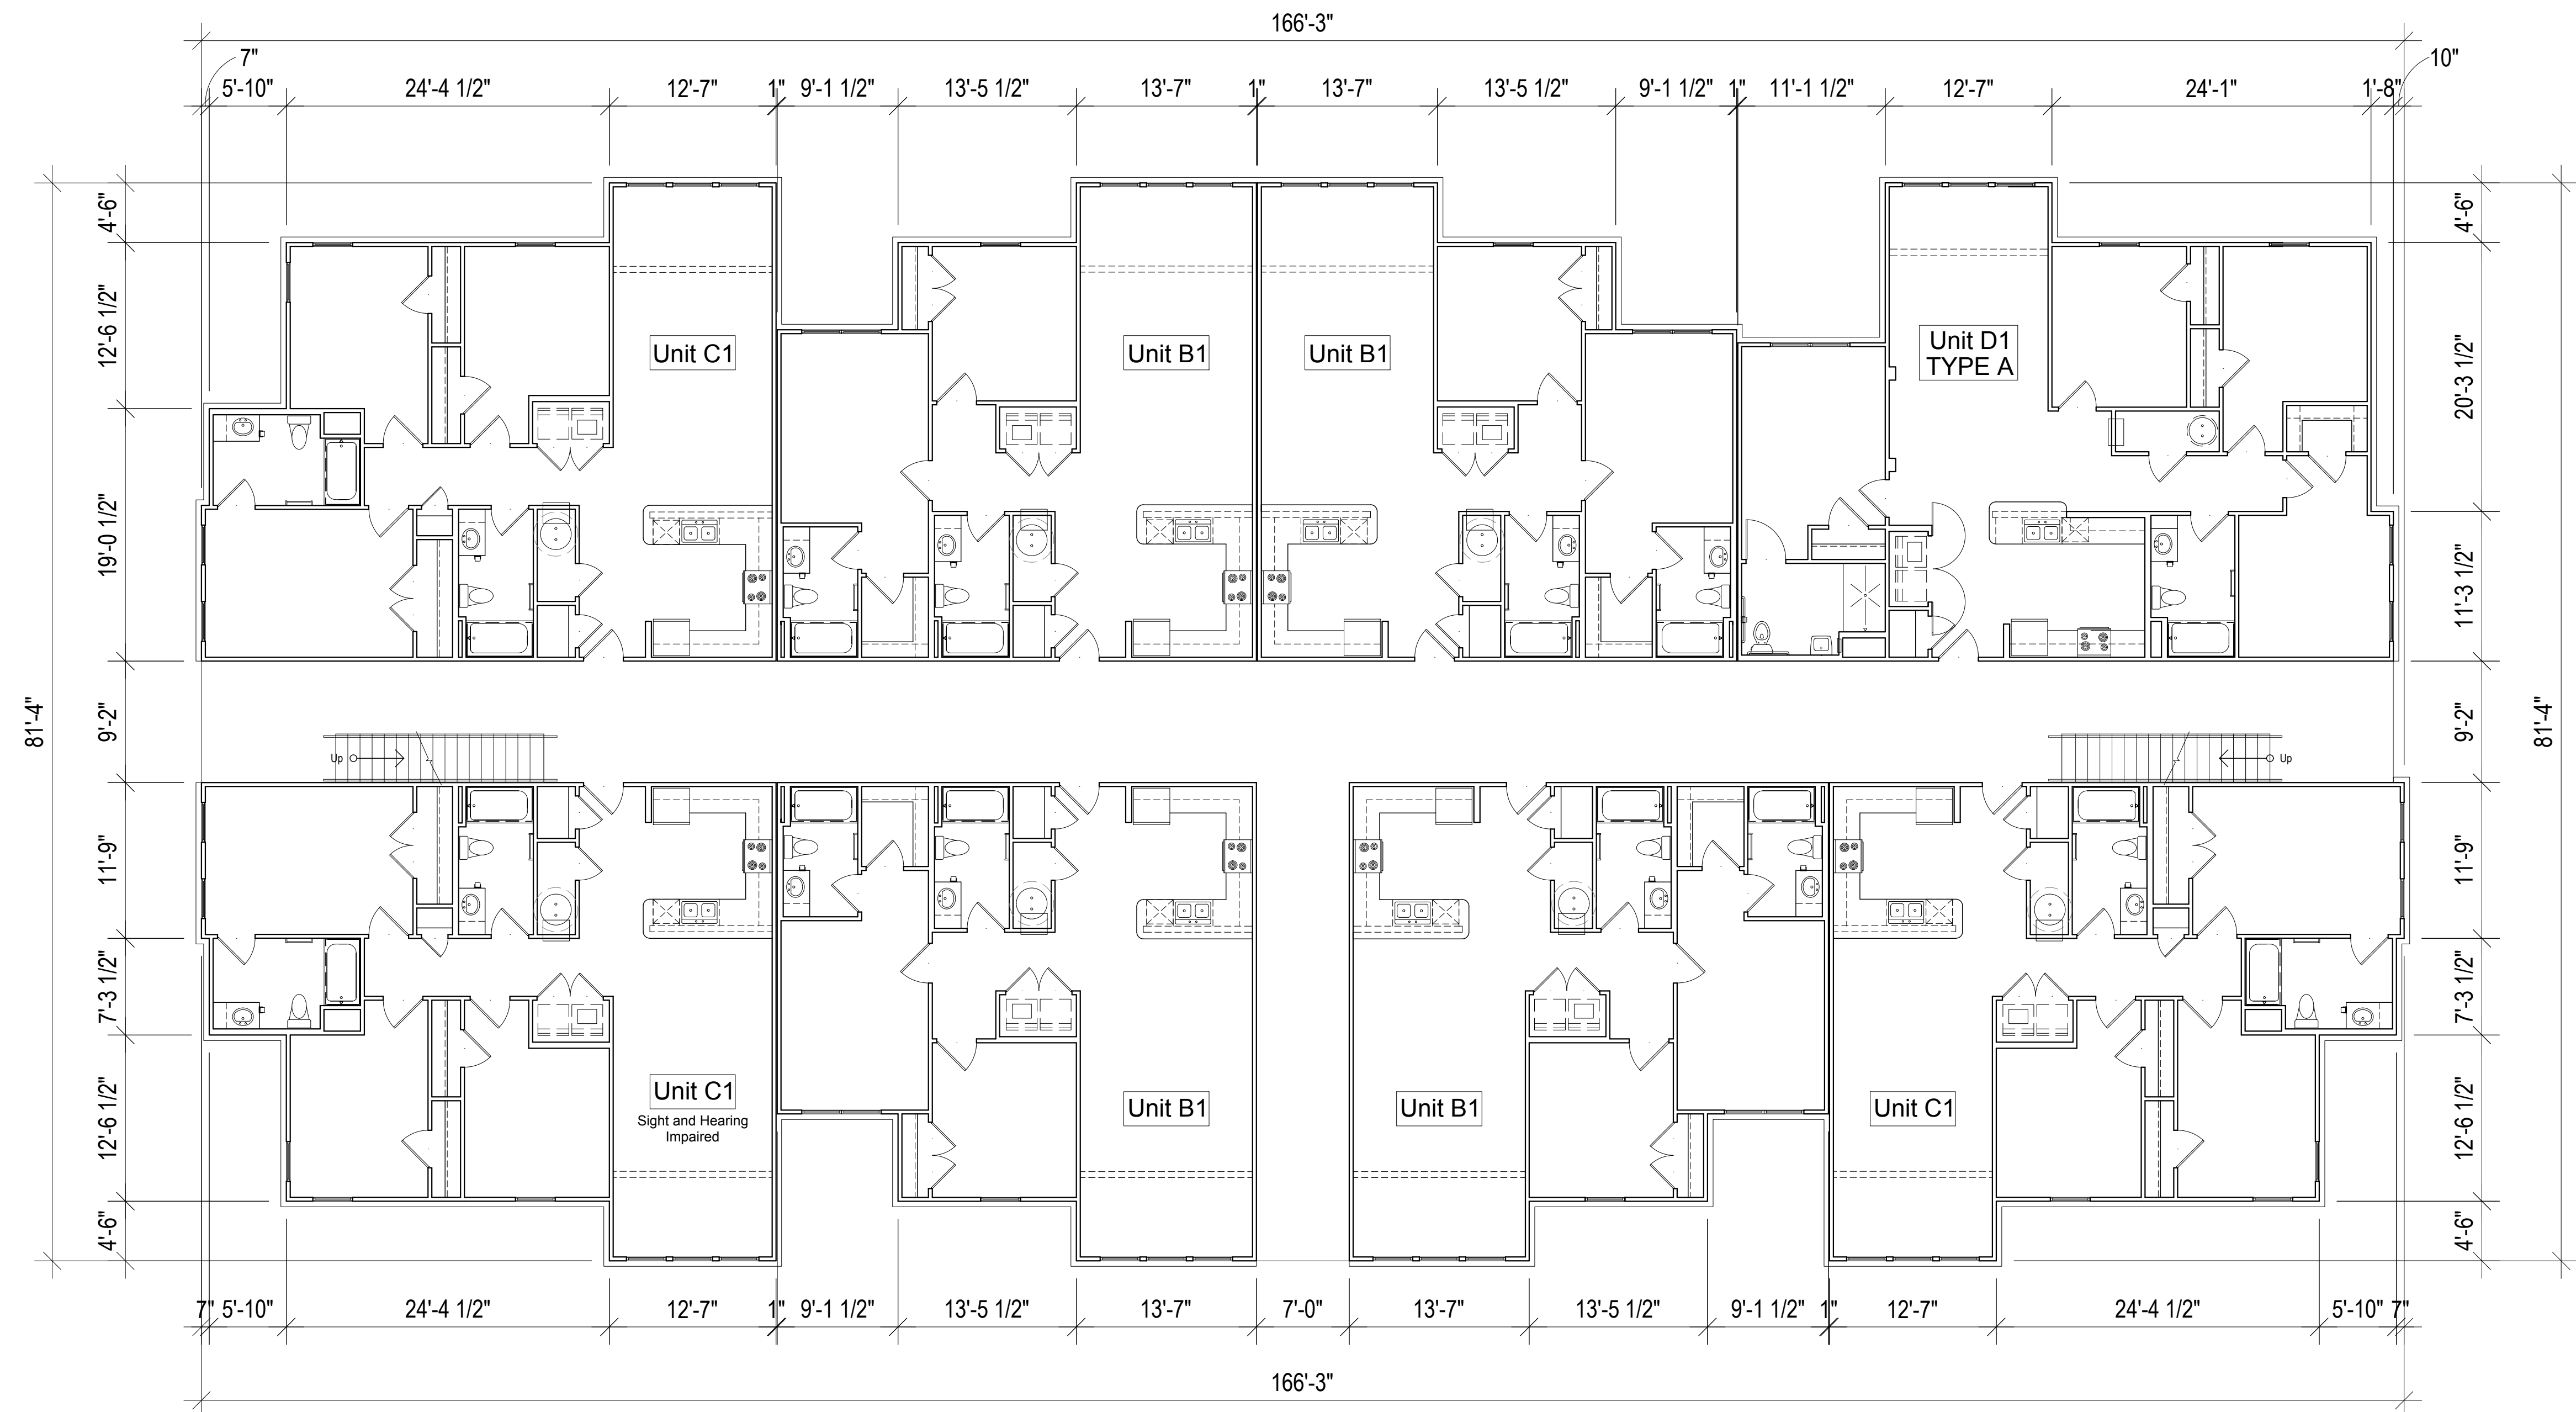 166'-3"
7"
10"
5'-10" 24'-4 1/2" 12'-7" 1" 9'-1 1/2" 13'-5 1/2" 13'-7" 1" 13'-7" 13'-5 1/2" 9'-1 1/2" 1" 11'-1 1/2" 12'-7" 24'-1" 1'-8"
4'-6"
4'-6"
12'-6 1/2"
20'-3 1/2"
Unit C1
Unit B1
Unit B1
Unit D1
TYPE A
19'-0 1/2"
11'-3 1/2"
81'-4"
9'-2"
9'-2"
81'-4"
Up
Up
11'-9"
11'-9"
7'-3 1/2"
7'-3 1/2"
Unit C1
Sight and Hearing
Impaired
Unit B1
Unit B1
Unit C1
12'-6 1/2"
12'-6 1/2"
4'-6"
4'-6"
7" 5'-10" 24'-4 1/2" 12'-7" 1" 9'-1 1/2" 13'-5 1/2" 13'-7" 7'-0" 13'-7" 13'-5 1/2" 9'-1 1/2" 1" 12'-7" 24'-4 1/2" 5'-10" 7"
166'-3"